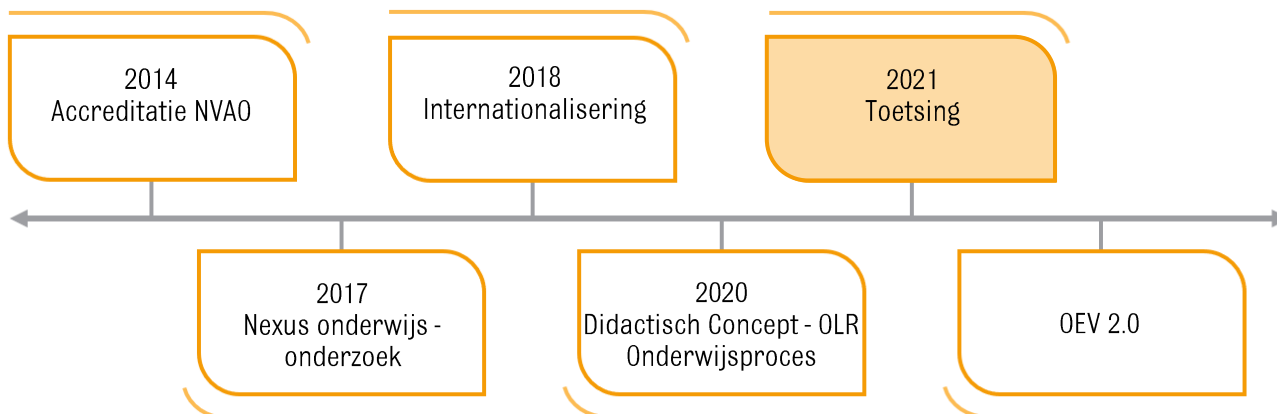 2014
Accreditatie NVAO
2018
Internationalisering
2021
Toetsing
2017
Nexus onderwijs -
onderzoek
2020
Didactisch Concept - OLR
Onderwijsproces
OEV 2.0